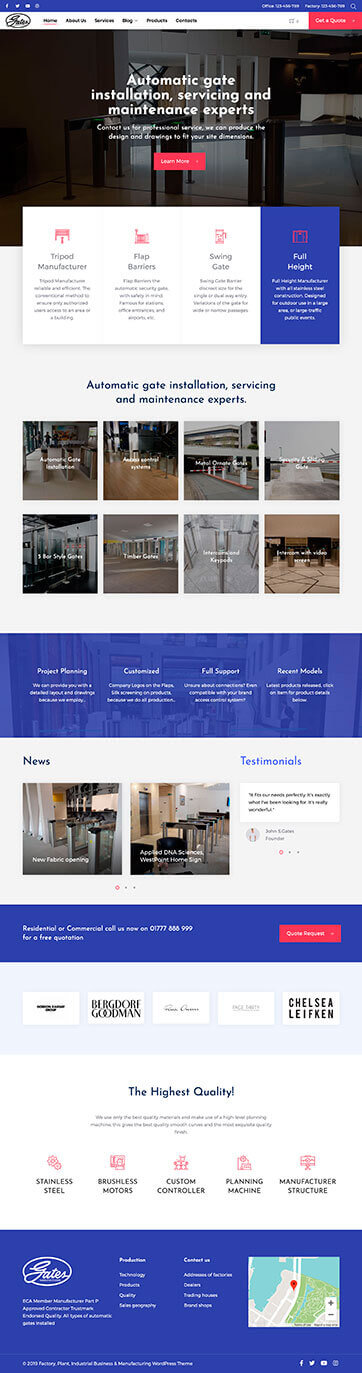 Office 123-456-789 Factory 123-456-789
Gates
Home About Us Services Blog Products Contacts
0
Get a Quote
Automatic gate
installation, servicing and
maintenance experts
Contact us for professional service, we can produce the
design and drawings to fit your site dimensions.
Learn More
Tripod
Manufacturer
Tripod Manufacturer
reliable and efficient. The
conventional method to
ensure only authorized
users access to an area or
a building.
Flap
Barriers
Flap Barriers the
automatic security gate,
with safety in mind.
Famous for stations,
office entrances, and
airports, etc.
Swing
Gate
Swing Gate Barrier
discreet size for the
single or dual way entry.
Variations of the gate for
wide or narrow passages.
Full
Height
Full Height Manufacturer
with all stainless steel
construction. Designed
for outdoor use in a large
area, or large traffic
public events.
Automatic gate installation, servicing
and maintenance experts.
Automatic Gate
Installation
Access control
systems
Metal Ornate Gates
Security & Sliding
Gate
5 Bar Style Gates
Timber Gates
Intercoms and
Keypads
Intercom with video
screen
Project Planning
We can provide you with a
detailed layout and drawings
because we employ...
Customized
Company Logos on the Flaps,
Silk screening on products,
because we do all production...
Full Support
Unsure about connections? Even
compatible with your brand
access control system?
Recent Models
Latest products released, click
on item for product details
below.
News
New Fabric opening
Applied DNA Sciences,
WestPoint Home Sign
Testimonials
"It Fits our needs perfectly. It's exactly
what I've been looking for. It's really
wonderful."
John S.Gates
Founder
Residential or Commercial call us now on 01777 888 999
for a free quotation
Quote Request
BERGDORF
GOODMAN
PAGE THIRTY
CHELSEA
LEIFKEN
The Highest Quality!
We use only the best quality materials and make use of a high level planning
machine, this gives the best quality smooth curves and the most exquisite quality
finish.
STAINLESS
STEEL
BRUSHLESS
MOTORS
CUSTOM
CONTROLLER
PLANNING
MACHINE
MANUFACTURER
STRUCTURE
Gates
ECA Member Manufacturer Part P
Approved Contractor Trustmark
Endorsed Quality. All types of automatic
gates installed
Production
Technology
Products
Quality
Sales geography
Contact us
Addresses of factories
Dealers
Trading houses
Brand shops
© 2019 Factory, Plant, Industrial Business & Manufacturing WordPress Theme